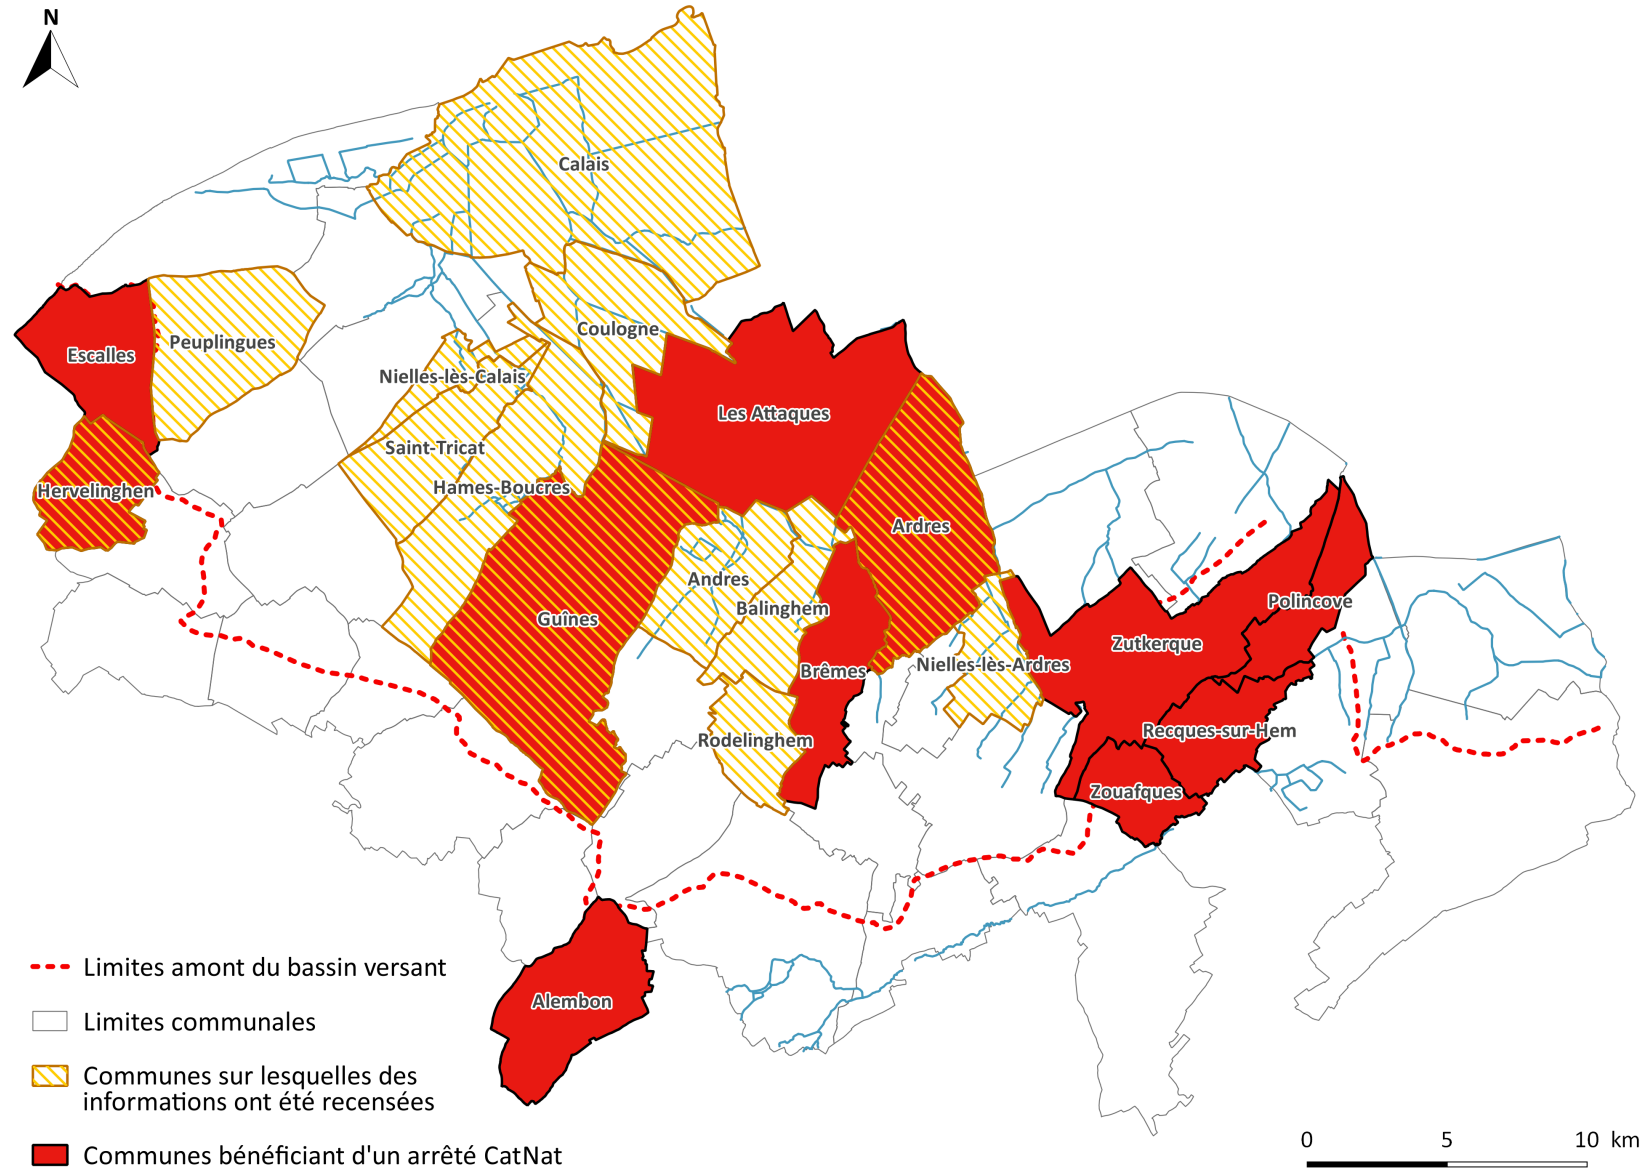 N
Calais
Coulogne
Peuplingues
Escalles
Nielles-lès-Calais
Les Attaques
Saint-Tricat
Hames-Boucres
Hervelinghen
Ardres
Andres
Balinghem
Guînes
Polincove
Zutkerque
Nielles-lès-Ardres
Brêmes
Recques-sur-Hem
Rodelinghem
Zouafques
Alembon
Limites amont du bassin versant
Limites communales
Communes sur lesquelles des
informations ont été recensées
Communes bénéficiant d'un arrêté CatNat
0 5 10 km